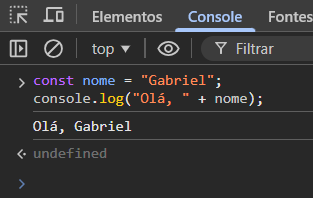 Elementos Console Fontes
top Filtrar
const nome = "Gabriel";
console.log("Olá, " + nome);
Olá, Gabriel
undefined